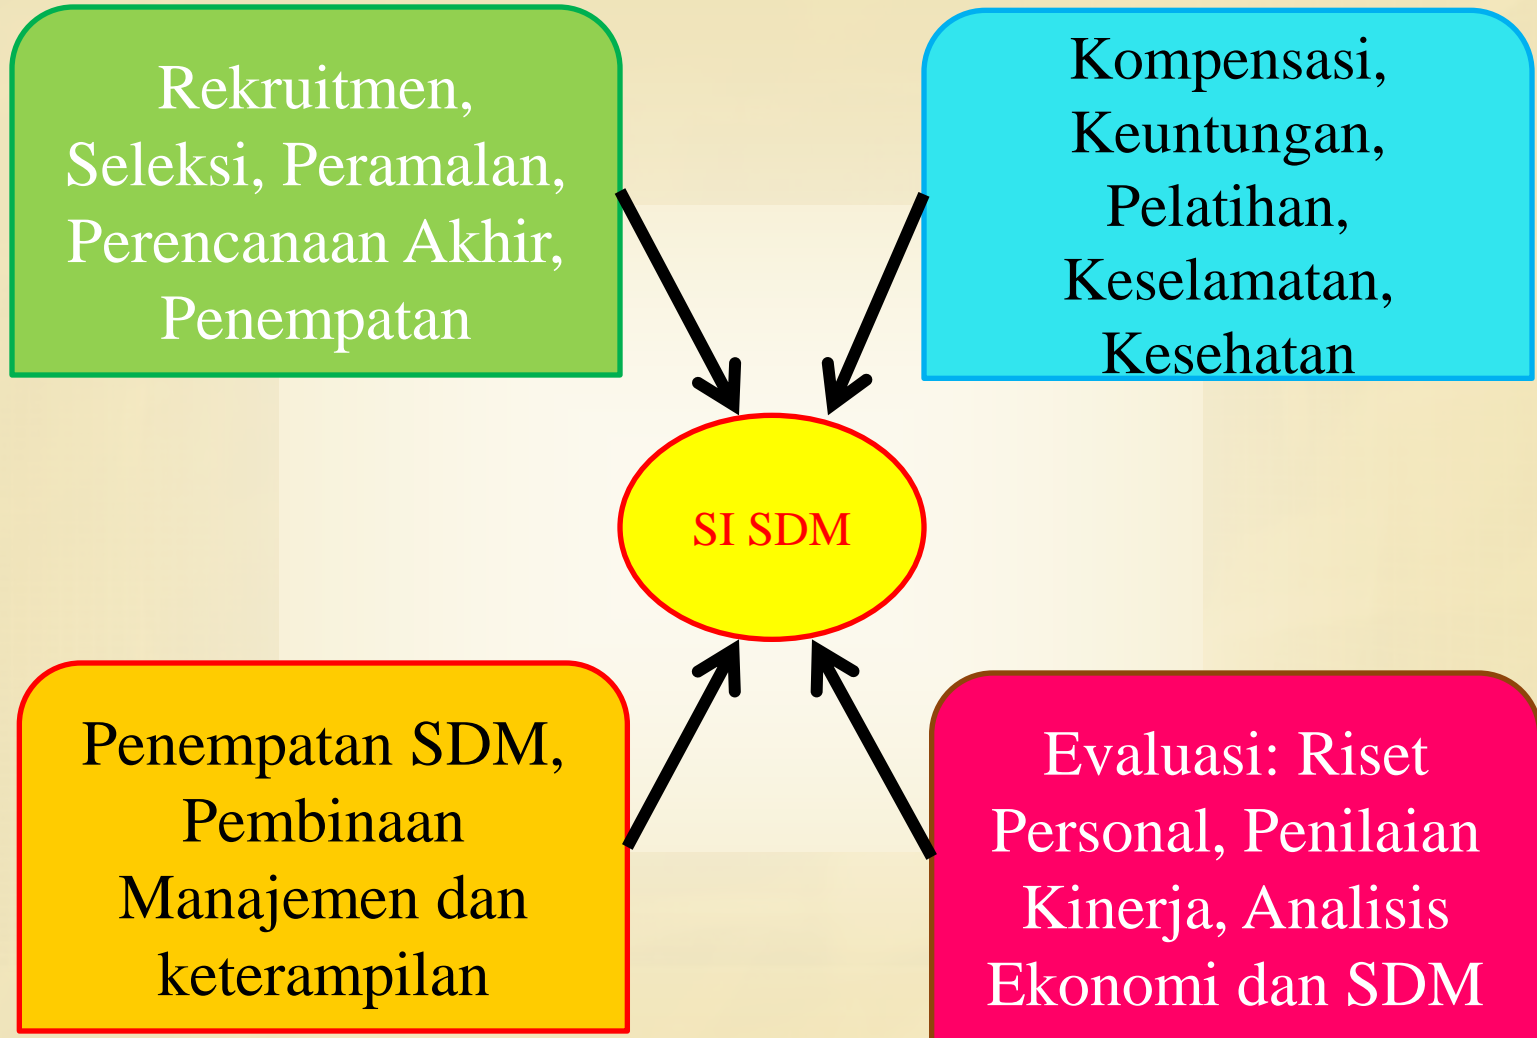 Rekruitmen,
Seleksi, Peramalan,
Perencanaan Akhir,
Penempatan
Kompensasi,
Keuntungan,
Pelatihan,
Keselamatan,
Kesehatan
SI SDM
Penempatan SDM,
Pembinaan
Manajemen dan
keterampilan
Evaluasi: Riset
Personal, Penilaian
Kinerja, Analisis
Ekonomi dan SDM